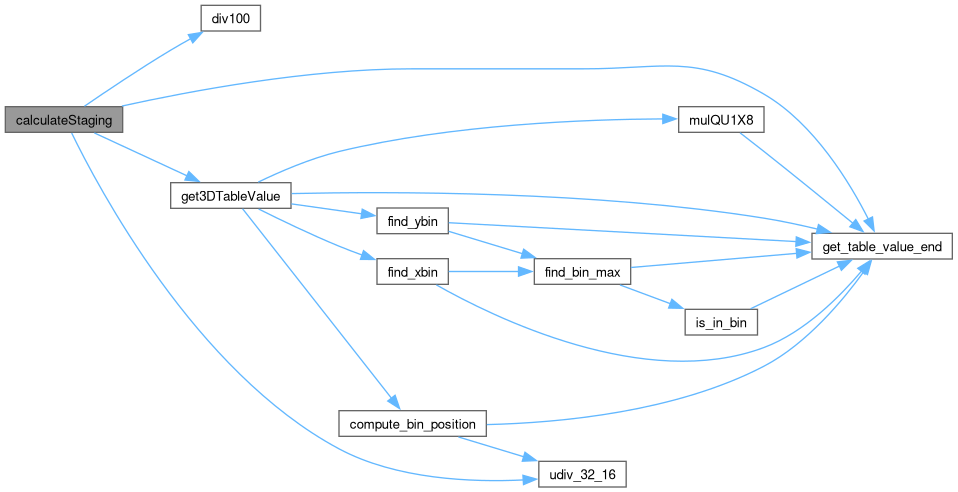 div100
calculateStaging
mulQU1X8
get3DTableValue
find_ybin
get_table_value_end
find_xbin
find_bin_max
is_in_bin
compute_bin_position
udiv_32_16